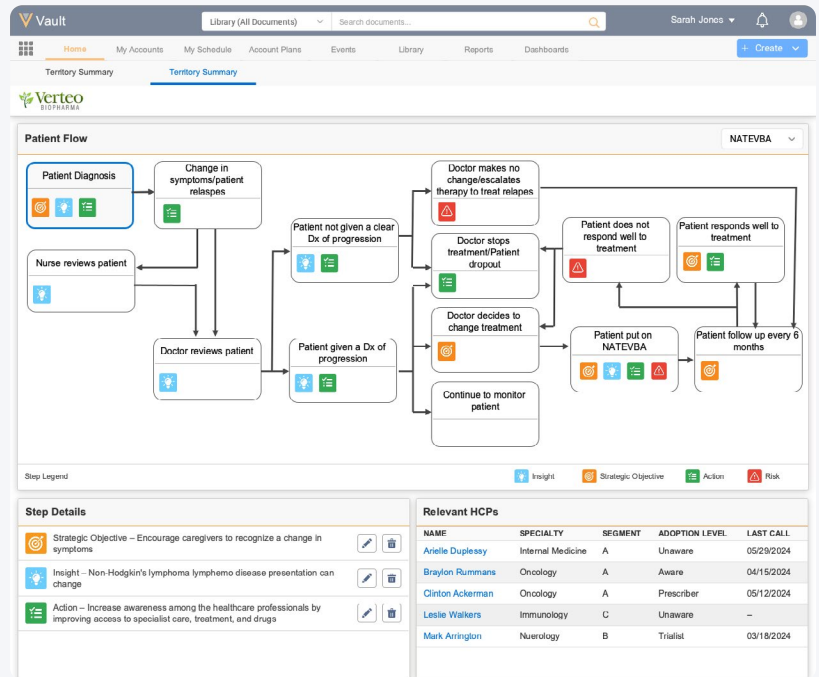 Vault
Library (All Documents)
Search documents...
Sarah Jones
Home
My Accounts
My Schedule
Account Plans
Events
Library
Reports
Dashboards
+ Create
Territory Summary
Territory Summary
Verteo
BIOPHARMA
Patient Flow
NATEVBA
Patient Diagnosis
Change in
symptoms/patient
relaspes
Nurse reviews patient
Doctor reviews patient
Patient not given a clear
Dx of progression
Patient given a Dx of
progression
Doctor makes no
change/escalates
therapy to treat relapes
Doctor stops
treatment/Patient
dropout
Doctor decides to
change treatment
Continue to monitor
patient
Patient does not
respond well to
treatment
Patient responds well to
treatment
Patient put on
NATEVBA
Patient follow up every 6
months
Step Legend
Insight
Strategic Objective
Action
Risk
Step Details
Strategic Objective – Encourage caregivers to recognize a change in
symptoms
Insight – Non-Hodgkin's lymphoma lymphemo disease presentation can
change
Action – Increase awareness among the healthcare professionals by
improving access to specialist care, treatment, and drugs
Relevant HCPs
NAME SPECIALTY SEGMENT ADOPTION LEVEL LAST CALL
Arielle Duplessy Internal Medicine A Unaware 05/29/2024
Braylon Rummans Oncology A Aware 04/15/2024
Clinton Ackerman Oncology A Prescriber 05/12/2024
Leslie Walkers Immunology C Unaware –
Mark Arrington Nuerology B Trialist 03/18/2024